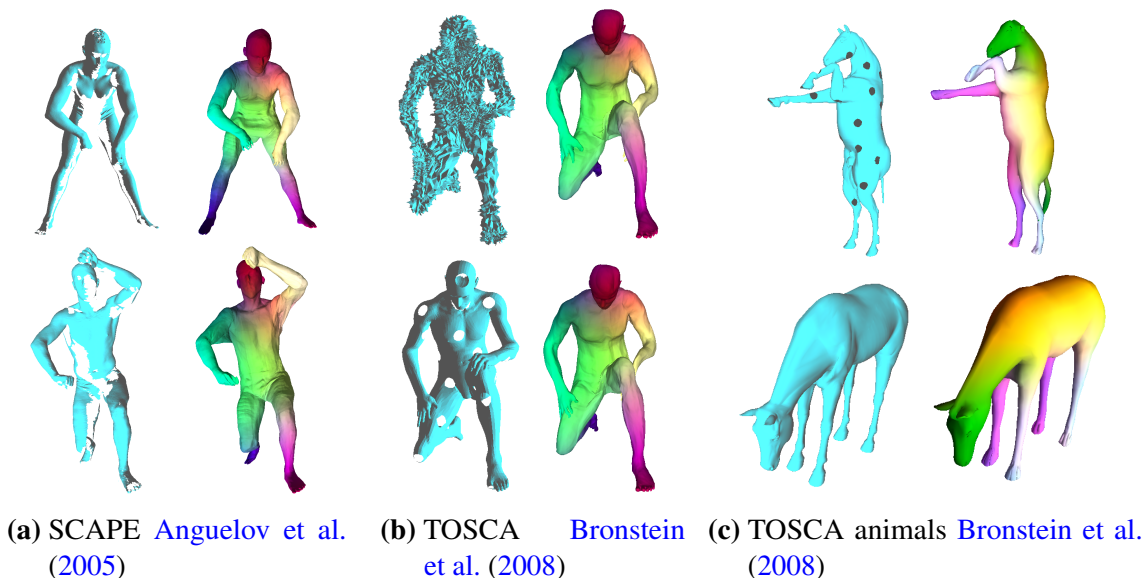 (a) SCAPE Anguelov et al.
(2005)
(b) TOSCA Bronstein
et al. (2008)
(c) TOSCA animals Bronstein et al.
(2008)